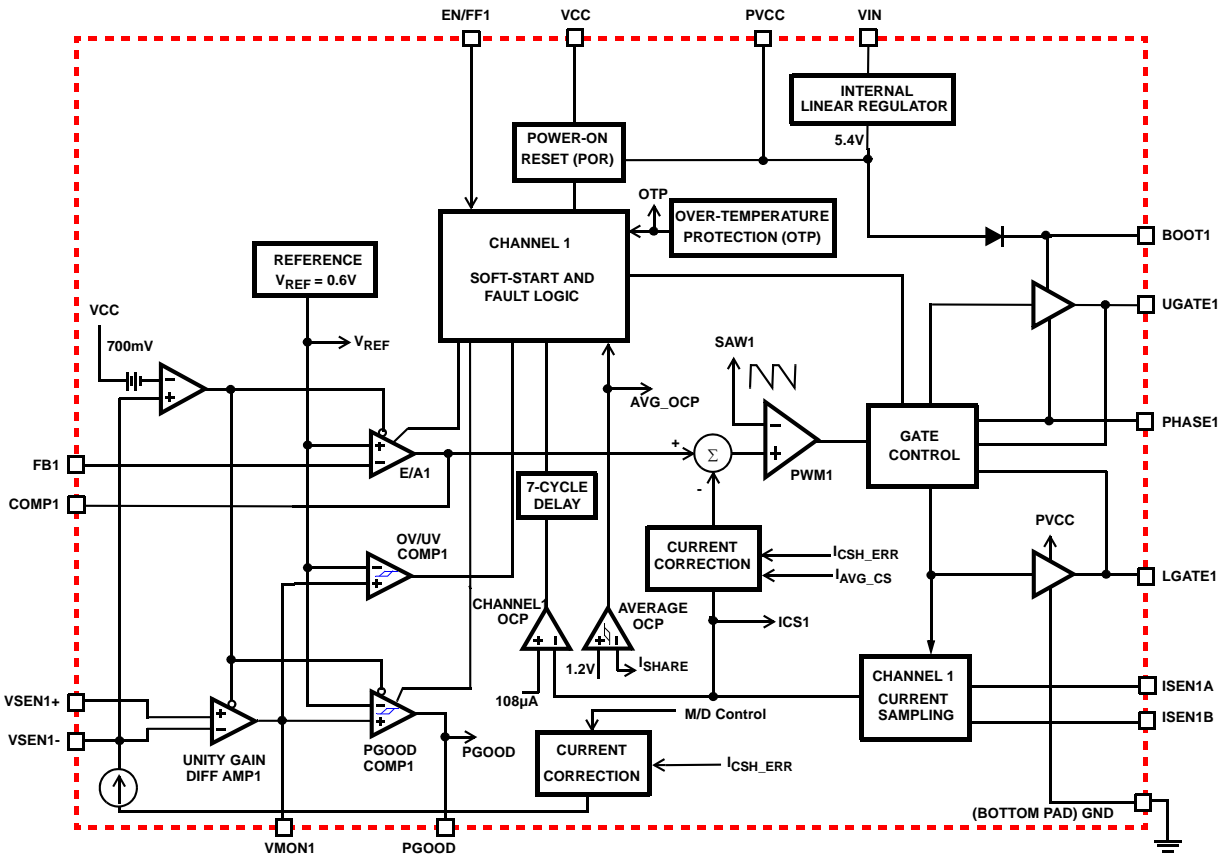 EN/FF1
VCC
PVCC
VIN
INTERNAL
LINEAR REGULATOR
5.4V
POWER-ON
RESET (POR)
OTP
OVER-TEMPERATURE
PROTECTION (OTP)
CHANNEL 1
SOFT-START AND
FAULT LOGIC
REFERENCE
VREF = 0.6V
BOOT1
UGATE1
VCC
700mV
VREF
SAW1
AVG_OCP
PHASE1
GATE
CONTROL
FB1
E/A1
Σ
PWM1
COMP1
7-CYCLE
DELAY
PVCC
OV/UV
COMP1
CURRENT
CORRECTION
ICSH_ERR
IAVG_CS
LGATE1
CHANNEL1
OCP
AVERAGE
OCP
ICS1
1.2V
ISHARE
108µA
CHANNEL 1
CURRENT
SAMPLING
ISEN1A
ISEN1B
VSEN1+
VSEN1-
M/D Control
UNITY GAIN
DIFF AMP1
PGOOD
COMP1
PGOOD
CURRENT
CORRECTION
ICSH_ERR
(BOTTOM PAD) GND
VMON1
PGOOD